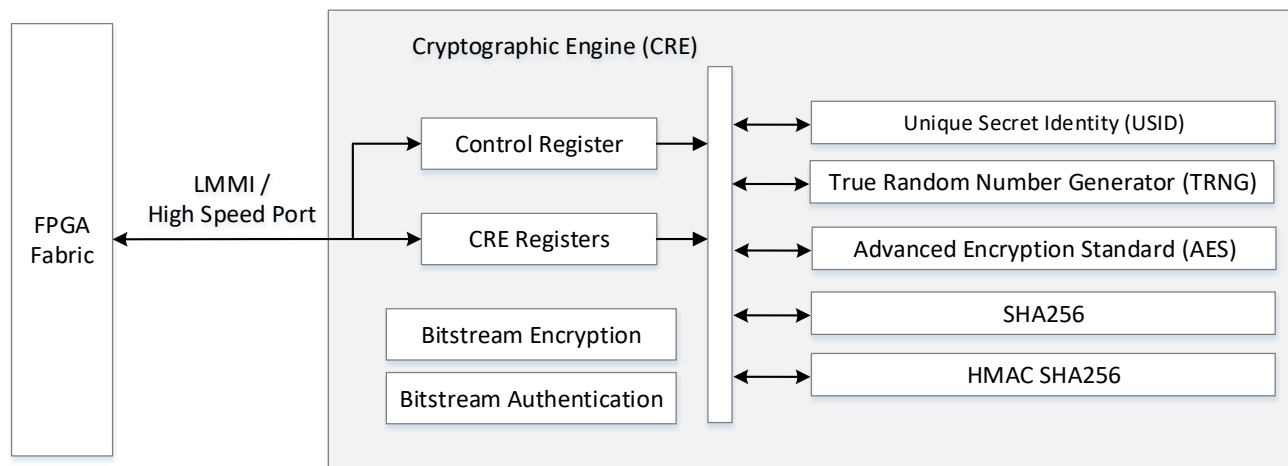 Cryptographic Engine (CRE)
FPGA
Fabric
LMMI /
High Speed Port
Control Register
CRE Registers
Bitstream Encryption
Bitstream Authentication
Unique Secret Identity (USID)
True Random Number Generator (TRNG)
Advanced Encryption Standard (AES)
SHA256
HMAC SHA256